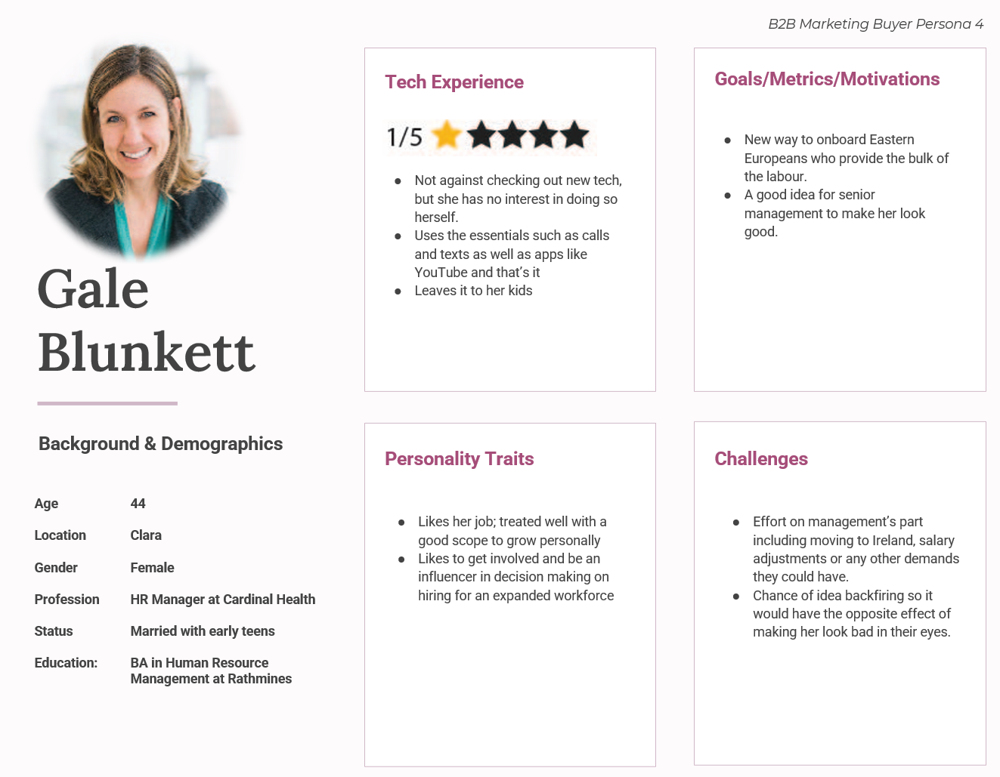 B2B Marketing Buyer Persona 4
Gale
Blunkett
Background & Demographics
Age 44
Location Clara
Gender Female
Profession HR Manager at Cardinal Health
Status Married with early teens
Education: BA in Human Resource
Management at Rathmines
Tech Experience
1/5
● Not against checking out new tech,
but she has no interest in doing so
herself.
● Uses the essentials such as calls
and texts as well as apps like
YouTube and that’s it
● Leaves it to her kids
Goals/Metrics/Motivations
● New way to onboard Eastern
Europeans who provide the bulk of
the labour.
● A good idea for senior
management to make her look
good.
Personality Traits
● Likes her job; treated well with a
good scope to grow personally
● Likes to get involved and be an
influencer in decision making on
hiring for an expanded workforce
Challenges
● Effort on management’s part
including moving to Ireland, salary
adjustments or any other demands
they could have.
● Chance of idea backfiring so it
would have the opposite effect of
making her look bad in their eyes.